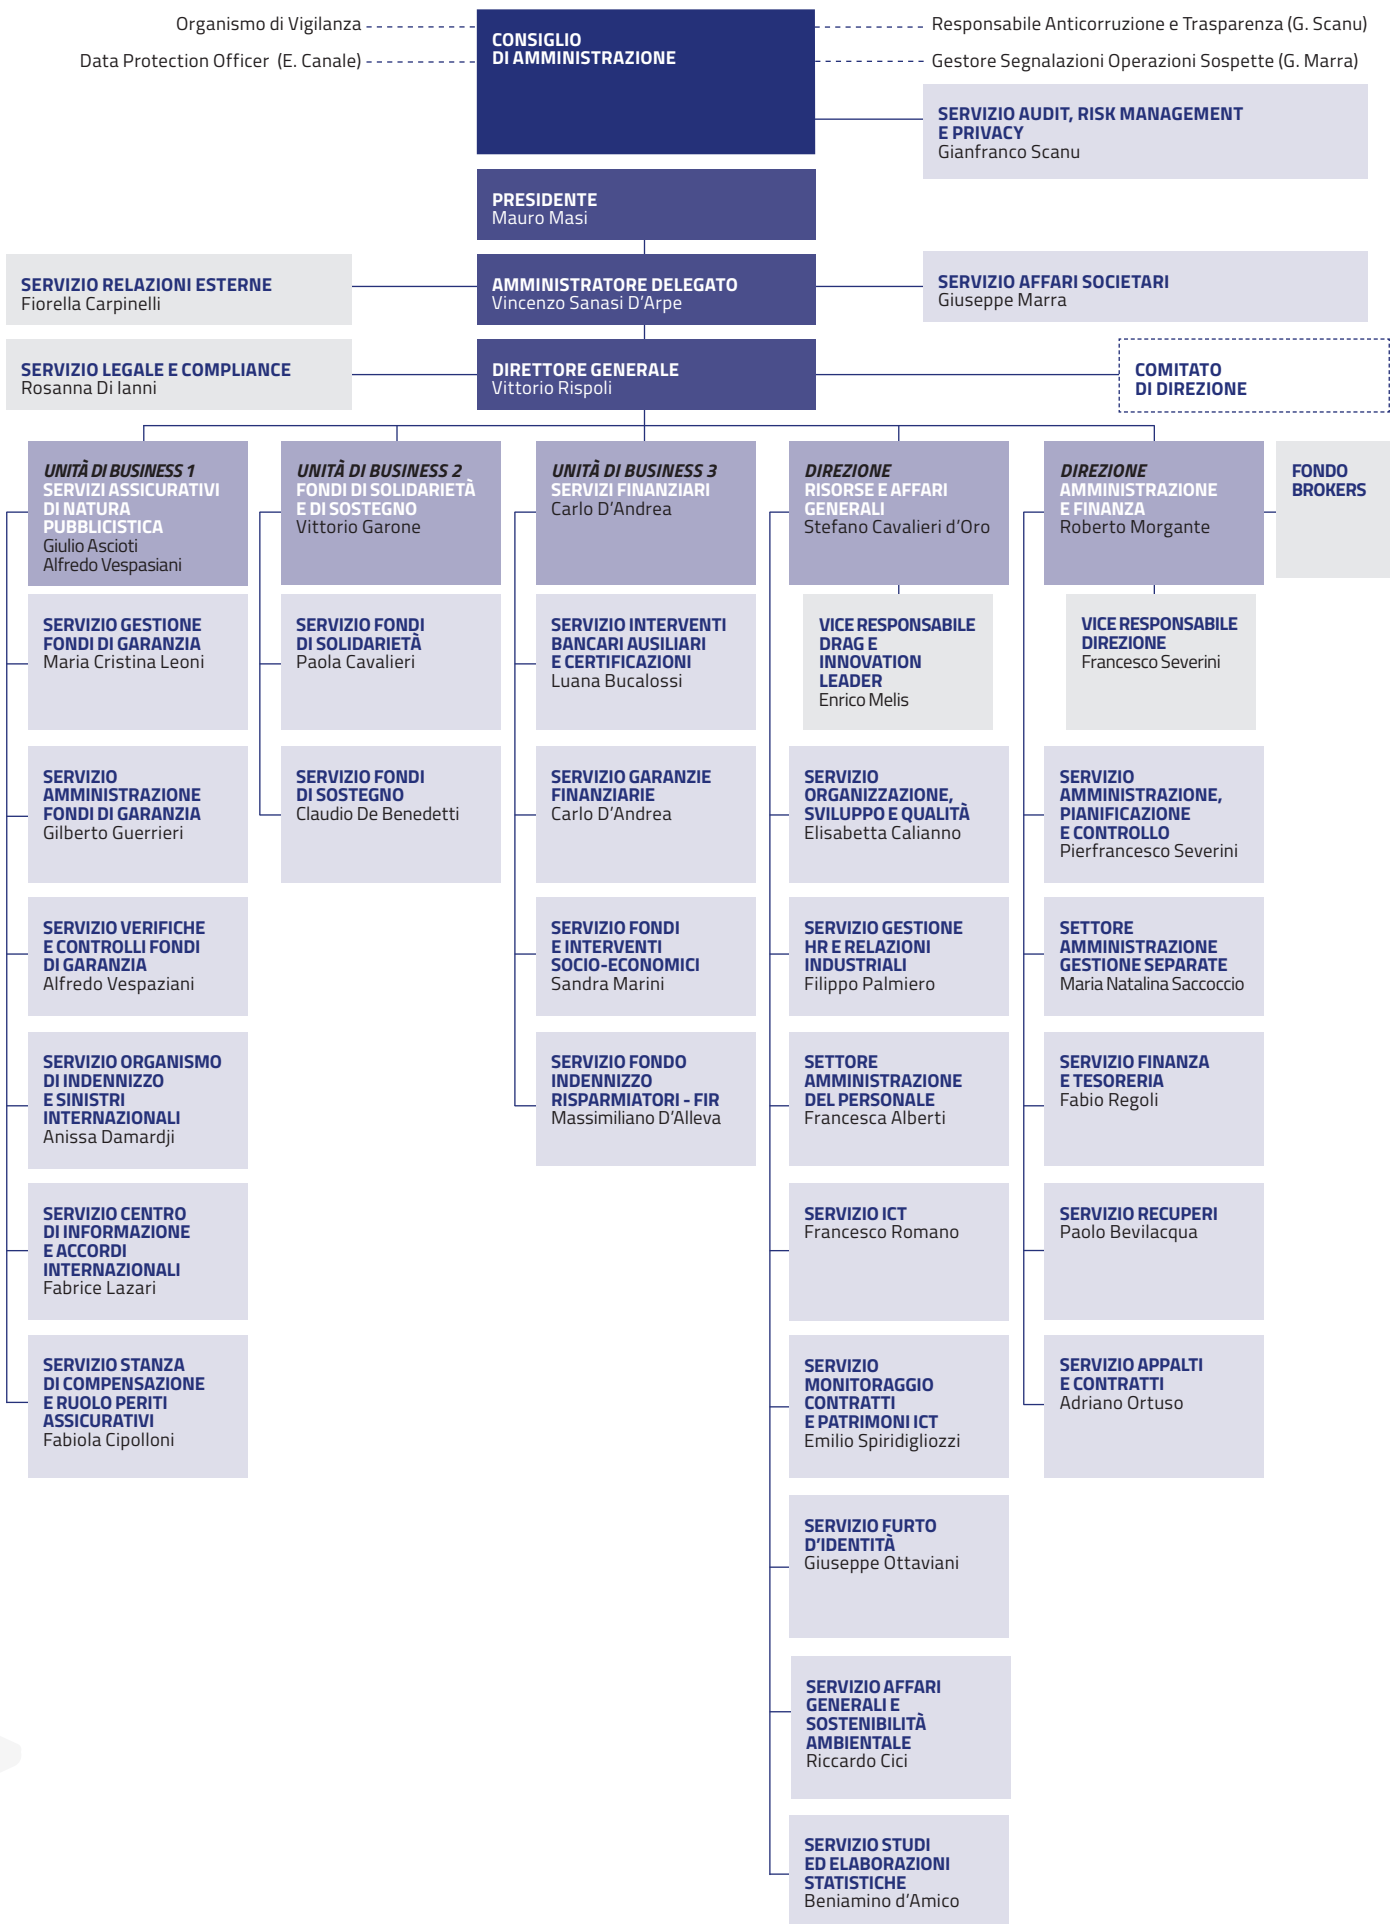 Organismo di Vigilanza
Data Protection Officer (E. Canale)
CONSIGLIO
DI AMMINISTRAZIONE
Responsabile Anticorruzione e Trasparenza (G. Scanu)
Gestore Segnalazioni Operazioni Sospette (G. Marra)
SERVIZIO AUDIT, RISK MANAGEMENT
E PRIVACY
Gianfranco Scanu
PRESIDENTE
Mauro Masi
SERVIZIO RELAZIONI ESTERNE
Fiorella Carpinelli
AMMINISTRATORE DELEGATO
Vincenzo Sanasi D'Arpe
SERVIZIO AFFARI SOCIETARI
Giuseppe Marra
SERVIZIO LEGALE E COMPLIANCE
Rosanna Di Ianni
DIRETTORE GENERALE
Vittorio Rispoli
COMITATO
DI DIREZIONE
UNITÀ DI BUSINESS 1
SERVIZI ASSICURATIVI
DI NATURA
PUBBLICISTICA
Giulio Ascioti
Alfredo Vespasiani
UNITÀ DI BUSINESS 2
FONDI DI SOLIDARIETÀ
E DI SOSTEGNO
Vittorio Garone
UNITÀ DI BUSINESS 3
SERVIZI FINANZIARI
Carlo D'Andrea
DIREZIONE
RISORSE E AFFARI
GENERALI
Stefano Cavalieri d'Oro
DIREZIONE
AMMINISTRAZIONE
E FINANZA
Roberto Morgante
FONDO
BROKERS
SERVIZIO GESTIONE
FONDI DI GARANZIA
Maria Cristina Leoni
SERVIZIO FONDI
DI SOLIDARIETÀ
Paola Cavalieri
SERVIZIO INTERVENTI
BANCARI AUSILIARI
E CERTIFICAZIONI
Luana Bucalossi
VICE RESPONSABILE
DRAG E
INNOVATION
LEADER
Enrico Melis
VICE RESPONSABILE
DIREZIONE
Francesco Severini
SERVIZIO
AMMINISTRAZIONE
FONDI DI GARANZIA
Gilberto Guerrieri
SERVIZIO FONDI
DI SOSTEGNO
Claudio De Benedetti
SERVIZIO GARANZIE
FINANZIARIE
Carlo D'Andrea
SERVIZIO
ORGANIZZAZIONE,
SVILUPPO E QUALITÀ
Elisabetta Calianno
SERVIZIO
AMMINISTRAZIONE,
PIANIFICAZIONE
E CONTROLLO
Pierfrancesco Severini
SERVIZIO VERIFICHE
E CONTROLLI FONDI
DI GARANZIA
Alfredo Vespaziani
SERVIZIO FONDI
E INTERVENTI
SOCIO-ECONOMICI
Sandra Marini
SERVIZIO GESTIONE
HR E RELAZIONI
INDUSTRIALI
Filippo Palmiero
SETTORE
AMMINISTRAZIONE
GESTIONE SEPARATE
Maria Natalina Saccoccio
SERVIZIO ORGANISMO
DI INDENNIZZO
E SINISTRI
INTERNAZIONALI
Anissa Damardji
SERVIZIO FONDO
INDENNIZZO
RISPARMIATORI - FIR
Massimiliano D'Alleva
SETTORE
AMMINISTRAZIONE
DEL PERSONALE
Francesca Alberti
SERVIZIO FINANZA
E TESORERIA
Fabio Regoli
SERVIZIO CENTRO
DI INFORMAZIONE
E ACCORDI
INTERNAZIONALI
Fabrice Lazari
SERVIZIO ICT
Francesco Romano
SERVIZIO RECUPERI
Paolo Bevilacqua
SERVIZIO STANZA
DI COMPENSAZIONE
E RUOLO PERITI
ASSICURATIVI
Fabiola Cipolloni
SERVIZIO
MONITORAGGIO
CONTRATTI
E PATRIMONI ICT
Emilio Spiridigliozzi
SERVIZIO APPALTI
E CONTRATTI
Adriano Ortuso
SERVIZIO FURTO
D'IDENTITÀ
Giuseppe Ottaviani
SERVIZIO AFFARI
GENERALI E
SOSTENIBILITÀ
AMBIENTALE
Riccardo Cici
SERVIZIO STUDI
ED ELABORAZIONI
STATISTICHE
Beniamino d'Amico